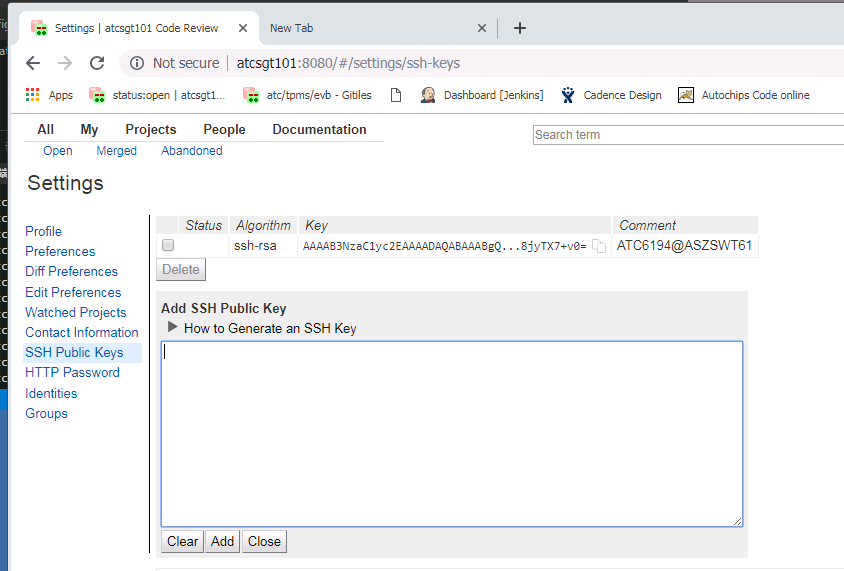 Settings | atcsgt101 Code Review
New Tab
Not secure | atcsgt101:8080/#/settings/ssh-keys
Apps status:open | atcsgt1... atc/tpms/evb - Gitiles Dashboard [Jenkins] Cadence Design Autochips Code online
All My Projects People Documentation
Search term
Open Merged Abandoned
Settings
Profile
Preferences
Diff Preferences
Edit Preferences
Watched Projects
Contact Information
SSH Public Keys
HTTP Password
Identities
Groups
Status Algorithm Key Comment
ssh-rsa AAAAB3NzaC1yc2EAAAADAQABAAABgQ...8jyTX7+v0= ATC6194@ASZSWT61
Delete
Add SSH Public Key
How to Generate an SSH Key
Clear Add Close